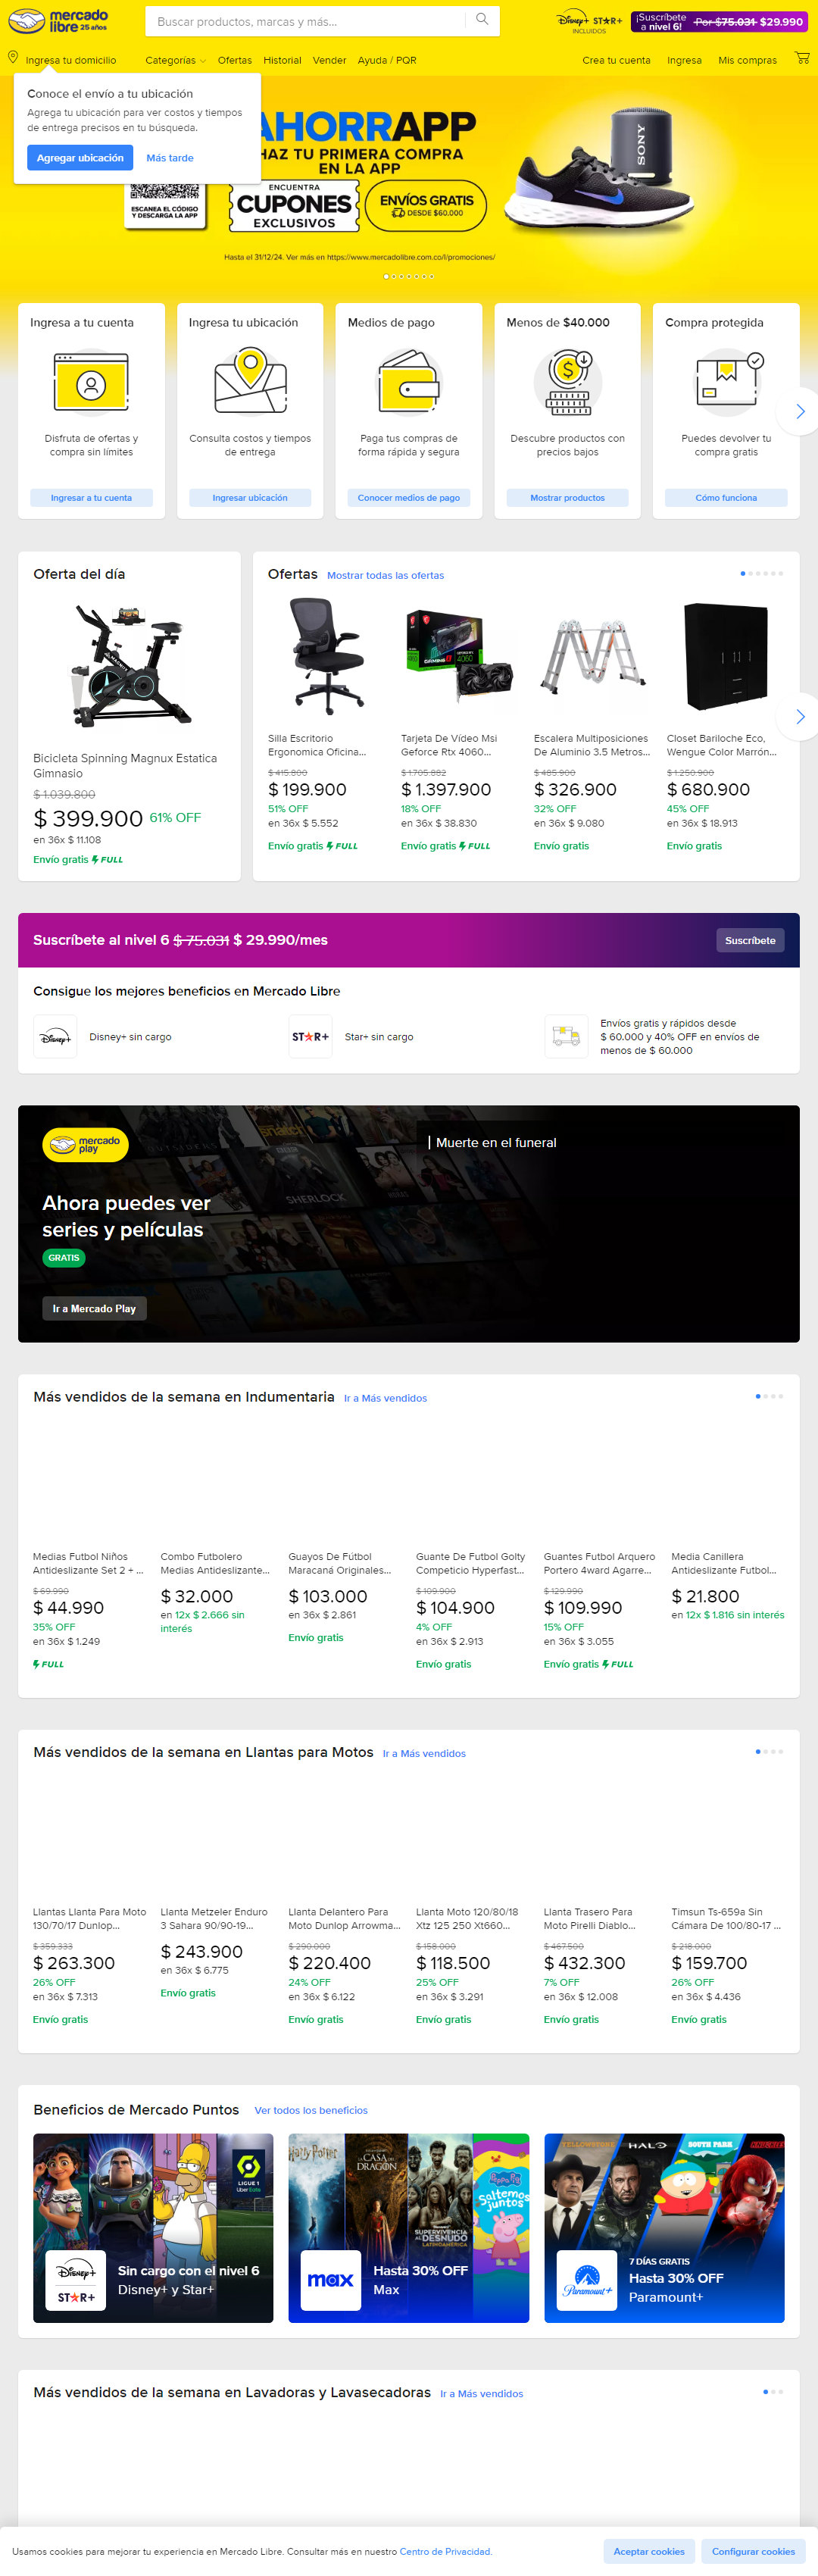 mercado
libre 25 años
Buscar productos, marcas y más...
Disney+ STAR+
INCLUIDOS
¡Suscríbete
a nivel 6!
Por $75.031 $29.990
Ingresa tu domicilio
Categorías
Ofertas
Historial
Vender
Ayuda / PQR
Crea tu cuenta
Ingresa
Mis compras
Conoce el envío a tu ubicación
Agrega tu ubicación para ver costos y tiempos
de entrega precisos en tu búsqueda.
Agregar ubicación
Más tarde
AHORRAPP
HAZ TU PRIMERA COMPRA
EN LA APP
ESCANEA EL CÓDIGO
Y DESCARGA LA APP
ENCUENTRA
CUPONES
EXCLUSIVOS
ENVÍOS GRATIS
DESDE $60.000
SONY
Hasta el 31/12/24. Ver más en https://www.mercadolibre.com.co/l/promociones/
Ingresa a tu cuenta
Disfruta de ofertas y
compra sin límites
Ingresar a tu cuenta
Ingresa tu ubicación
Consulta costos y tiempos
de entrega
Ingresar ubicación
Medios de pago
Paga tus compras de
forma rápida y segura
Conocer medios de pago
Menos de $40.000
Descubre productos con
precios bajos
Mostrar productos
Compra protegida
Puedes devolver tu
compra gratis
Cómo funciona
Oferta del día
Bicicleta Spinning Magnux Estatica
Gimnasio
$ 1.039.800
$ 399.900 61% OFF
en 36x $ 11.108
Envío gratis FULL
Ofertas
Mostrar todas las ofertas
Silla Escritorio
Ergonomica Oficina...
$ 415.800
$ 199.900
51% OFF
en 36x $ 5.552
Envío gratis FULL
Tarjeta De Vídeo Msi
Geforce Rtx 4060...
$ 1.705.882
$ 1.397.900
18% OFF
en 36x $ 38.830
Envío gratis FULL
Escalera Multiposiciones
De Aluminio 3.5 Metros...
$ 485.900
$ 326.900
32% OFF
en 36x $ 9.080
Envío gratis
Closet Bariloche Eco,
Wengue Color Marrón...
$ 1.250.900
$ 680.900
45% OFF
en 36x $ 18.913
Envío gratis
Suscríbete al nivel 6 $ 75.031 $ 29.990/mes
Suscríbete
Consigue los mejores beneficios en Mercado Libre
Disney+
Disney+ sin cargo
STAR+
Star+ sin cargo
Envíos gratis y rápidos desde
$ 60.000 y 40% OFF en envíos de
menos de $ 60.000
mercado
play
Ahora puedes ver
series y películas
GRATIS
Ir a Mercado Play
snatch
SHERLOCK
Muerte en el funeral
Más vendidos de la semana en Indumentaria
Ir a Más vendidos
Medias Futbol Niños
Antideslizante Set 2 + ...
$ 69.990
$ 44.990
35% OFF
en 36x $ 1.249
FULL
Combo Futbolero
Medias Antideslizante...
$ 32.000
en 12x $ 2.666 sin
interés
Guayos De Fútbol
Maracaná Originales...
$ 103.000
en 36x $ 2.861
Envío gratis
Guante De Futbol Golty
Competicio Hyperfast...
$ 109.900
$ 104.900
4% OFF
en 36x $ 2.913
Envío gratis
Guantes Futbol Arquero
Portero 4ward Agarre...
$ 129.990
$ 109.990
15% OFF
en 36x $ 3.055
Envío gratis FULL
Media Canillera
Antideslizante Futbol...
$ 21.800
en 12x $ 1.816 sin interés
Más vendidos de la semana en Llantas para Motos
Ir a Más vendidos
Llantas Llanta Para Moto
130/70/17 Dunlop...
$ 359.333
$ 263.300
26% OFF
en 36x $ 7.313
Envío gratis
Llanta Metzeler Enduro
3 Sahara 90/90-19...
$ 243.900
en 36x $ 6.775
Envío gratis
Llanta Delantero Para
Moto Dunlop Arrowma...
$ 290.000
$ 220.400
24% OFF
en 36x $ 6.122
Envío gratis
Llanta Moto 120/80/18
Xtz 125 250 Xt660...
$ 158.000
$ 118.500
25% OFF
en 36x $ 3.291
Envío gratis
Llanta Trasero Para
Moto Pirelli Diablo...
$ 467.500
$ 432.300
7% OFF
en 36x $ 12.008
Envío gratis
Timsun Ts-659a Sin
Cámara De 100/80-17 ...
$ 218.000
$ 159.700
26% OFF
en 36x $ 4.436
Envío gratis
Beneficios de Mercado Puntos
Ver todos los beneficios
LIGUE 1
Uber Eats
Disney+
STAR+
Sin cargo con el nivel 6
Disney+ y Star+
Harry Potter
LA CASA DEL
DRAGÓN
SUPERVIVENCIA
AL DESNUDO
LATINOAMÉRICA
Peppa Pig
Saltemos
juntos
max
Hasta 30% OFF
Max
YELLOWSTONE
HALO
SOUTH PARK
KNUCKLES
Paramount+
7 DÍAS GRATIS
Hasta 30% OFF
Paramount+
Más vendidos de la semana en Lavadoras y Lavasecadoras
Ir a Más vendidos
Usamos cookies para mejorar tu experiencia en Mercado Libre. Consultar más en nuestro Centro de Privacidad.
Aceptar cookies
Configurar cookies